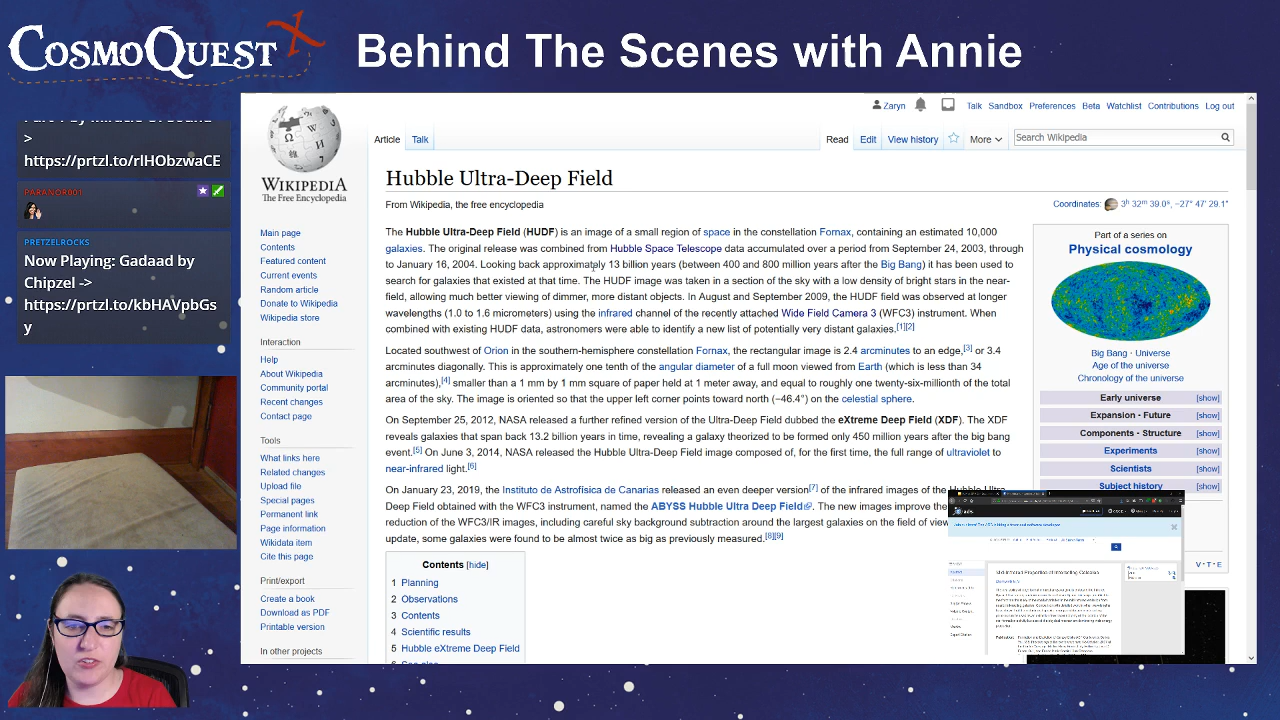 CosmoQuest X
Behind The Scenes with Annie
>
https://prtzl.to/rlHObzwaCE
PARANOR001
PRETZELROCKS
Now Playing: Gadaad by
Chipzel ->
https://prtzl.to/kbHAVpbGs
y
WIKIPEDIA
The Free Encyclopedia
Main page
Contents
Featured content
Current events
Random article
Donate to Wikipedia
Wikipedia store
Interaction
Help
About Wikipedia
Community portal
Recent changes
Contact page
Tools
What links here
Related changes
Upload file
Special pages
Permanent link
Page information
Wikidata item
Cite this page
Print/export
Create a book
Download as PDF
Printable version
In other projects
Zaryn Talk Sandbox Preferences Beta Watchlist Contributions Log out
Article Talk Read Edit View history More Search Wikipedia
Hubble Ultra-Deep Field
From Wikipedia, the free encyclopedia
Coordinates: 3h 32m 39.0s, −27° 47′ 29.1″
The Hubble Ultra-Deep Field (HUDF) is an image of a small region of space in the constellation Fornax, containing an estimated 10,000
galaxies. The original release was combined from Hubble Space Telescope data accumulated over a period from September 24, 2003, through
to January 16, 2004. Looking back approximately 13 billion years (between 400 and 800 million years after the Big Bang) it has been used to
search for galaxies that existed at that time. The HUDF image was taken in a section of the sky with a low density of bright stars in the near-
field, allowing much better viewing of dimmer, more distant objects. In August and September 2009, the HUDF field was observed at longer
wavelengths (1.0 to 1.6 micrometers) using the infrared channel of the recently attached Wide Field Camera 3 (WFC3) instrument. When
combined with existing HUDF data, astronomers were able to identify a new list of potentially very distant galaxies.[1][2]
Located southwest of Orion in the southern-hemisphere constellation Fornax, the rectangular image is 2.4 arcminutes to an edge,[3] or 3.4
arcminutes diagonally. This is approximately one tenth of the angular diameter of a full moon viewed from Earth (which is less than 34
arcminutes),[4] smaller than a 1 mm by 1 mm square of paper held at 1 meter away, and equal to roughly one twenty-six-millionth of the total
area of the sky. The image is oriented so that the upper left corner points toward north (−46.4°) on the celestial sphere.
On September 25, 2012, NASA released a further refined version of the Ultra-Deep Field dubbed the eXtreme Deep Field (XDF). The XDF
reveals galaxies that span back 13.2 billion years in time, revealing a galaxy theorized to be formed only 450 million years after the big bang
event.[5] On June 3, 2014, NASA released the Hubble Ultra-Deep Field image composed of, for the first time, the full range of ultraviolet to
near-infrared light.[6]
On January 23, 2019, the Instituto de Astrofísica de Canarias released an even deeper version[7] of the infrared images of the Hubble Ultra
Deep Field obtained with the WFC3 instrument, named the ABYSS Hubble Ultra Deep Field. The new images improve the
reduction of the WFC3/IR images, including careful sky background subtraction around the largest galaxies on the field of view
update, some galaxies were found to be almost twice as big as previously measured.[8][9]
Contents [hide]
1 Planning
2 Observations
3 Contents
4 Scientific results
5 Hubble eXtreme Deep Field
Part of a series on
Physical cosmology
Big Bang · Universe
Age of the universe
Chronology of the universe
Early universe [show]
Expansion · Future [show]
Components · Structure [show]
Experiments [show]
Scientists [show]
Subject history [show]
V·T·E